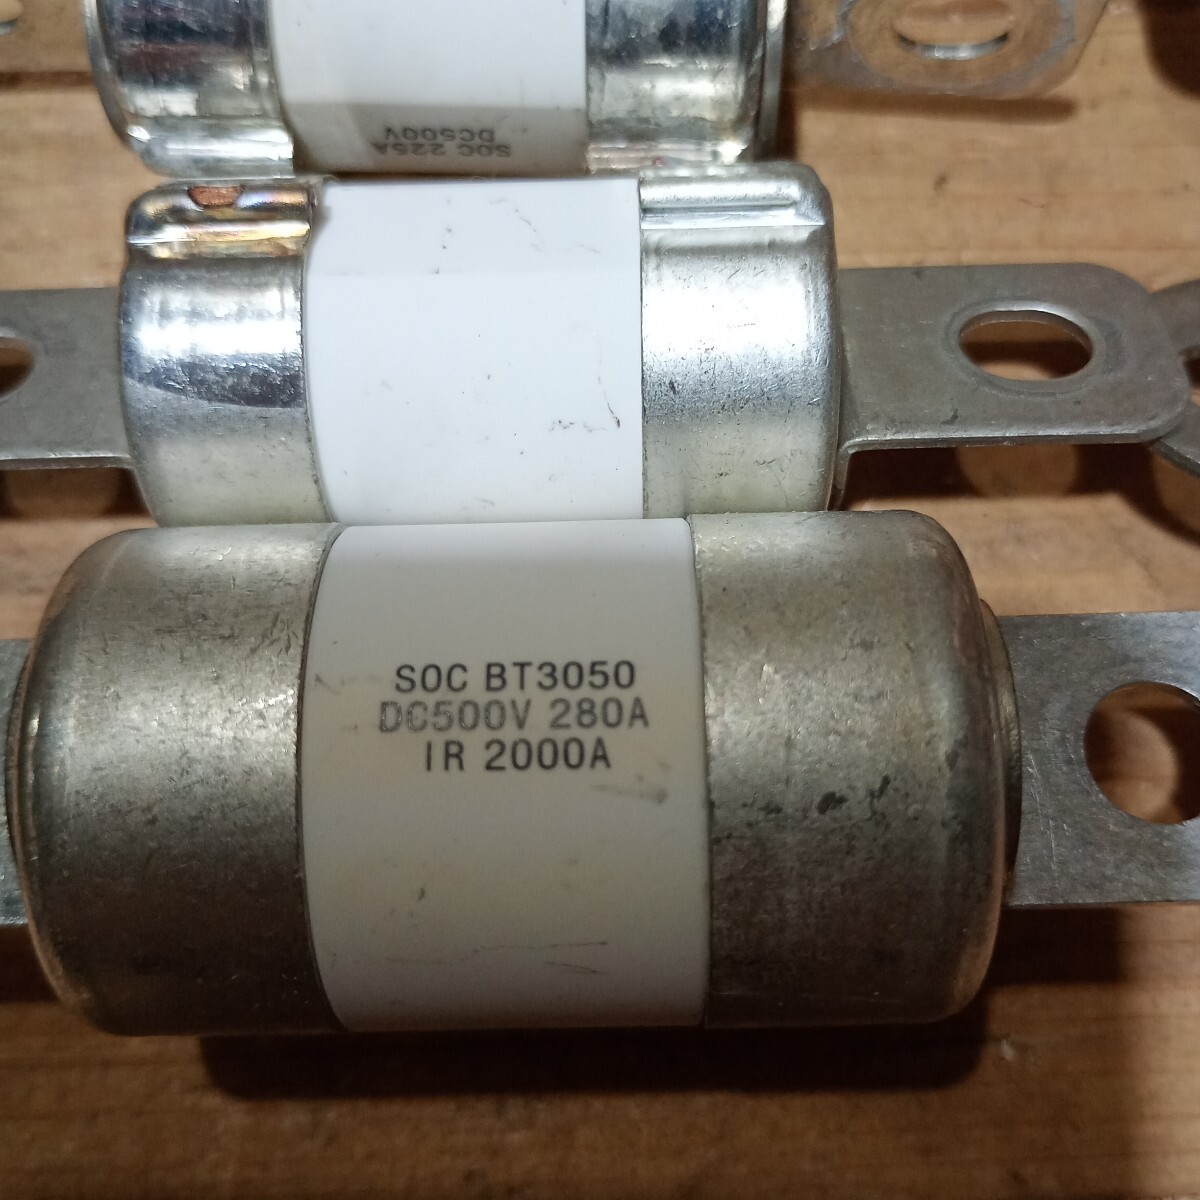 SOC 225A
DC500V
SOC BT3050
DC500V 280A
IR 2000A